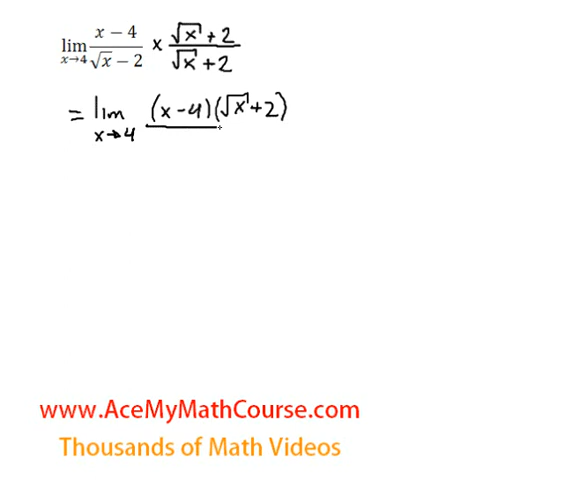 lim x→4 (x − 4)/(√x − 2) × (√x + 2)/(√x + 2)
= lim x→4 (x − 4)(√x + 2)
www.AceMyMathCourse.com
Thousands of Math Videos